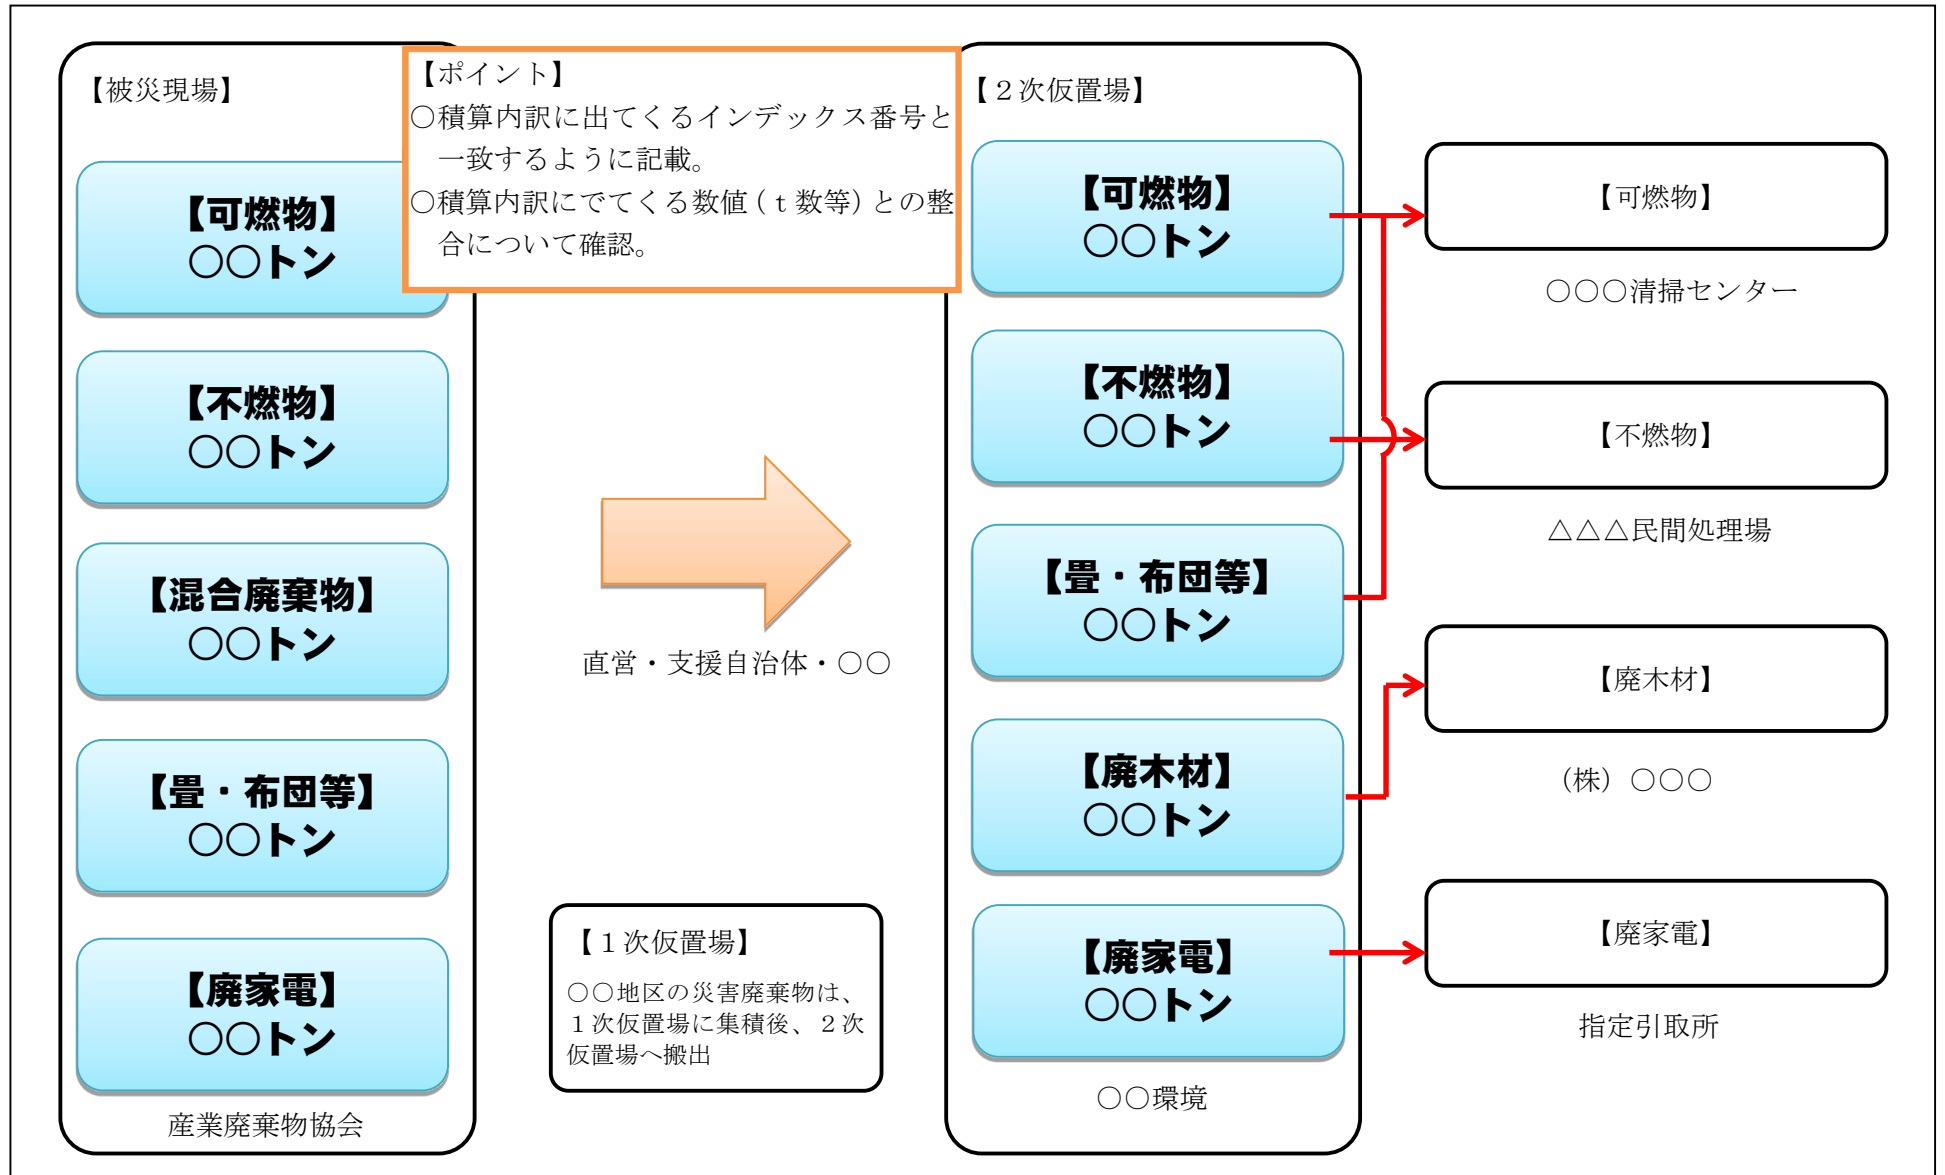 【被災現場】
【可燃物】
○○トン
【不燃物】
○○トン
【混合廃棄物】
○○トン
【畳・布団等】
○○トン
【廃家電】
○○トン
産業廃棄物協会
【ポイント】
○積算内訳に出てくるインデックス番号と
一致するように記載。
○積算内訳にでてくる数値(t数等)との整
合について確認。
直営・支援自治体・○○
【1次仮置場】
○○地区の災害廃棄物は、
1次仮置場に集積後、2次
仮置場へ搬出
【2次仮置場】
【可燃物】
○○トン
【不燃物】
○○トン
【畳・布団等】
○○トン
【廃木材】
○○トン
【廃家電】
○○トン
○○環境
【可燃物】
○○○清掃センター
【不燃物】
△△△民間処理場
【廃木材】
(株)○○○
【廃家電】
指定引取所